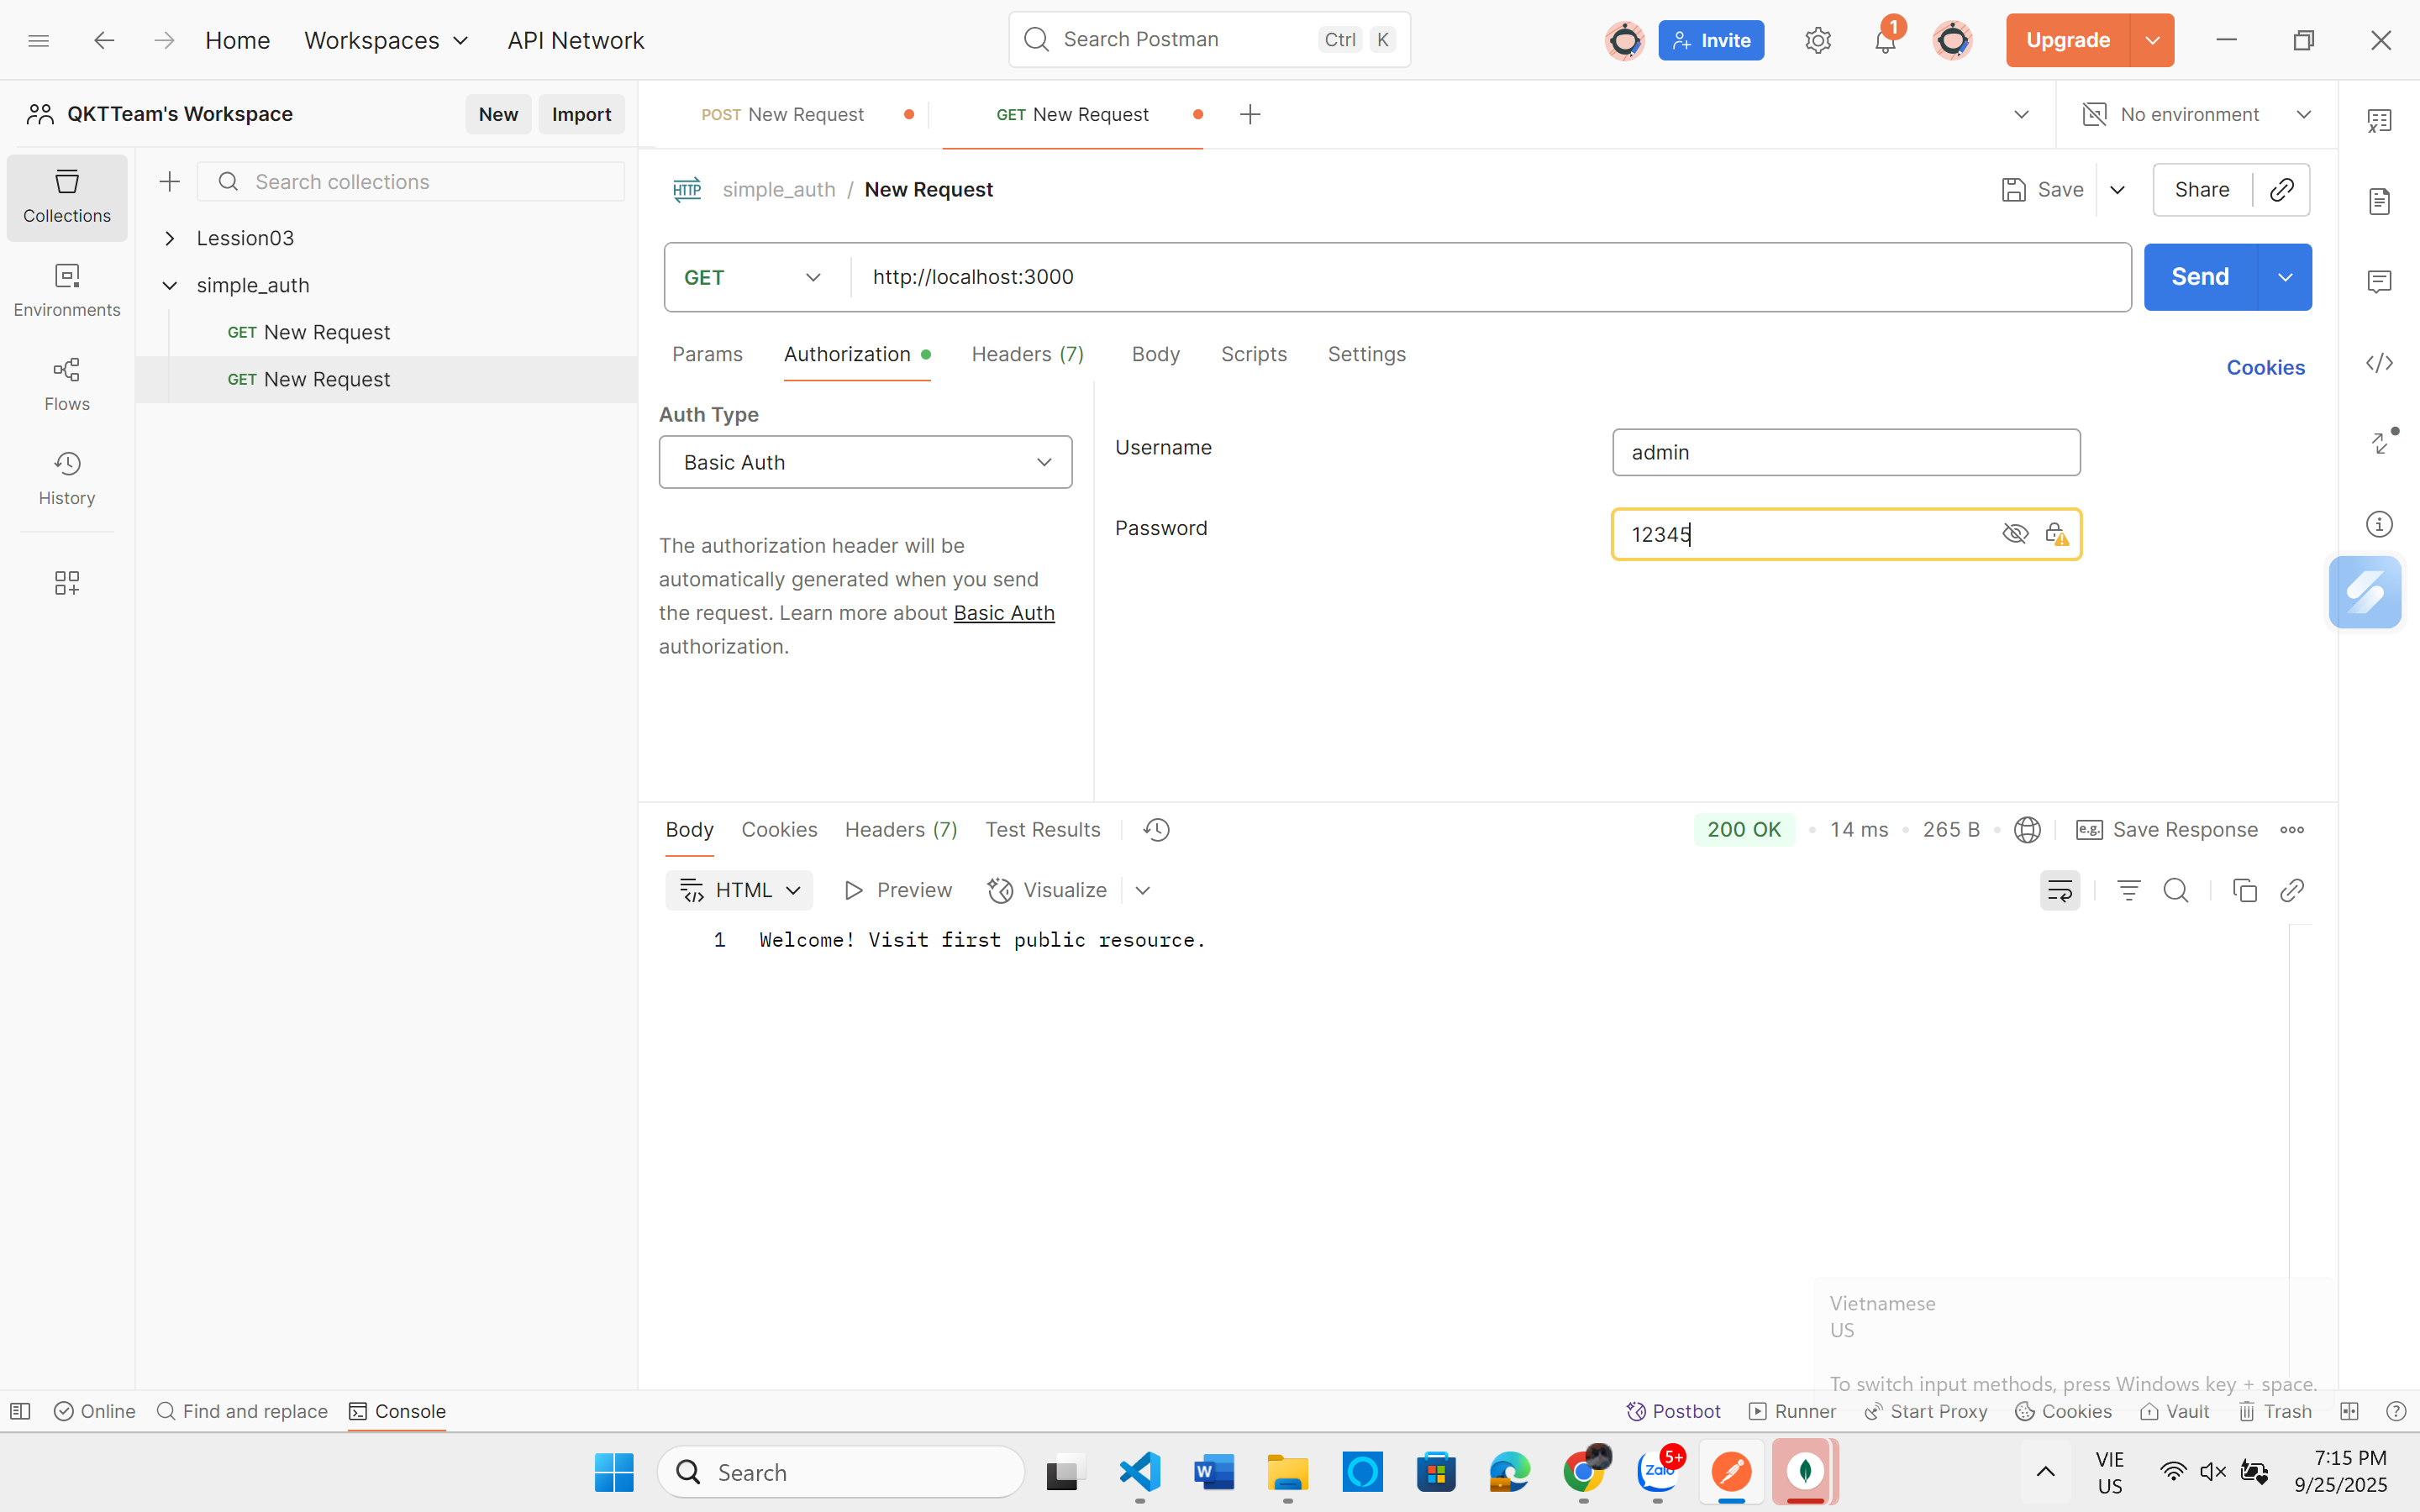 Home Workspaces API Network Search Postman Ctrl K Invite 1 Upgrade
QKTTeam's Workspace New Import POST New Request GET New Request No environment
Collections
Search collections
simple_auth / New Request Save Share
Lession03
simple_auth
GET http://localhost:3000 Send
Environments
GET New Request
GET New Request
Params Authorization Headers (7) Body Scripts Settings Cookies
Flows
Auth Type
Username admin
Basic Auth
History
Password 12345
The authorization header will be
automatically generated when you send
the request. Learn more about Basic Auth
authorization.
Body Cookies Headers (7) Test Results 200 OK 14 ms 265 B e.g. Save Response
HTML Preview Visualize
1 Welcome! Visit first public resource.
Vietnamese
US
To switch input methods, press Windows key + space.
Online Find and replace Console Postbot Runner Start Proxy Cookies Vault Trash
Search Zalo 5+ VIE 7:15 PM
US 9/25/2025